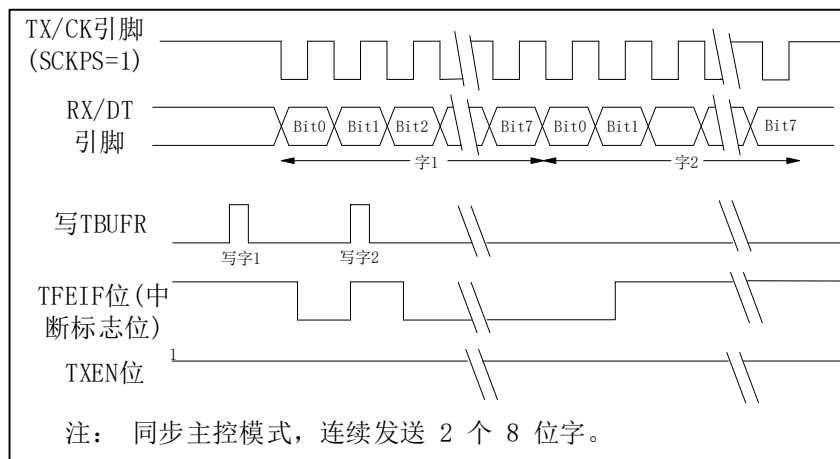 TX/CK引脚
(SCKPS=1)
RX/DT
引脚
Bit0 Bit1 Bit2 Bit7 Bit0 Bit1 Bit7
字1 字2
写TBUFR
写字1 写字2
TFEIF位(中
断标志位)
1
TXEN位
注： 同步主控模式，连续发送 2 个 8 位字。